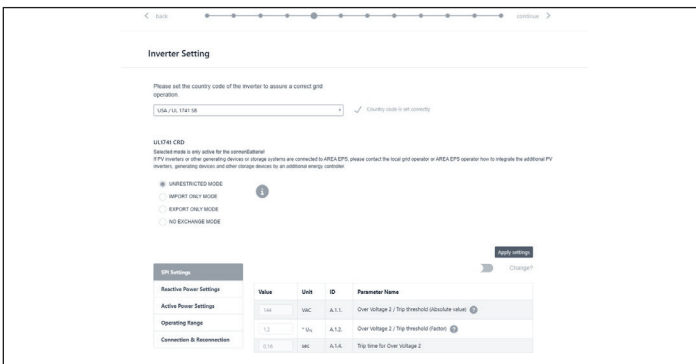 back
continue
Inverter Setting
Please set the country code of the inverter to assure a correct grid
operation.
USA / UL 1741 SB
Country code is set correctly
UL1741 CRD
Selected mode is only active for the sonnenBatterie!
If PV inverters or other generating devices or storage systems are connected to AREA EPS, please contact the local grid operator or AREA EPS operator how to integrate the additional PV
inverters, generating devices and other storage devices by an additional energy controller.
UNRESTRICTED MODE
IMPORT ONLY MODE
EXPORT ONLY MODE
NO EXCHANGE MODE
Apply settings
Change?
EPI Settings
Reactive Power Settings
Active Power Settings
Operating Range
Connection & Reconnection
Value Unit ID Parameter Name
144 VAC A.1.1. Over Voltage 2 / Trip threshold (Absolute value) ?
1,2 * Uₙ A.1.2. Over Voltage 2 / Trip threshold (Factor) ?
0,16 sec A.1.4. Trip time for Over Voltage 2